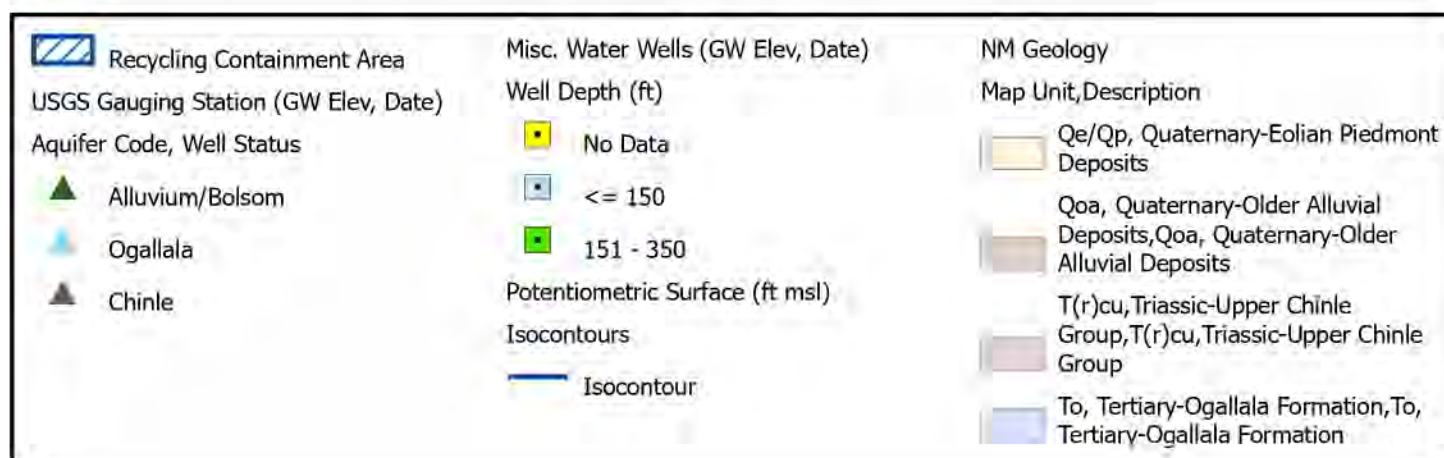 Recycling Containment Area
USGS Gauging Station (GW Elev, Date)
Aquifer Code, Well Status
Alluvium/Bolsom
Ogallala
Chinle
Misc. Water Wells (GW Elev, Date)
Well Depth (ft)
No Data
<= 150
151 - 350
Potentiometric Surface (ft msl)
Isocontours
Isocontour
NM Geology
Map Unit,Description
Qe/Qp, Quaternary-Eolian Piedmont
Deposits
Qoa, Quaternary-Older Alluvial
Deposits,Qoa, Quaternary-Older
Alluvial Deposits
T(r)cu,Triassic-Upper Chinle
Group,T(r)cu,Triassic-Upper Chinle
Group
To, Tertiary-Ogallala Formation,To,
Tertiary-Ogallala Formation